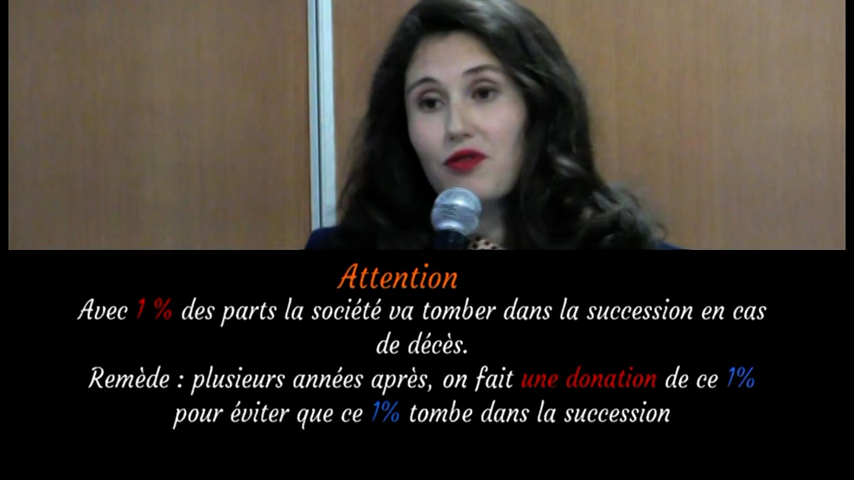 Attention
Avec 1 % des parts la société va tomber dans la succession en cas
de décès.
Remède : plusieurs années après, on fait une donation de ce 1%
pour éviter que ce 1% tombe dans la succession